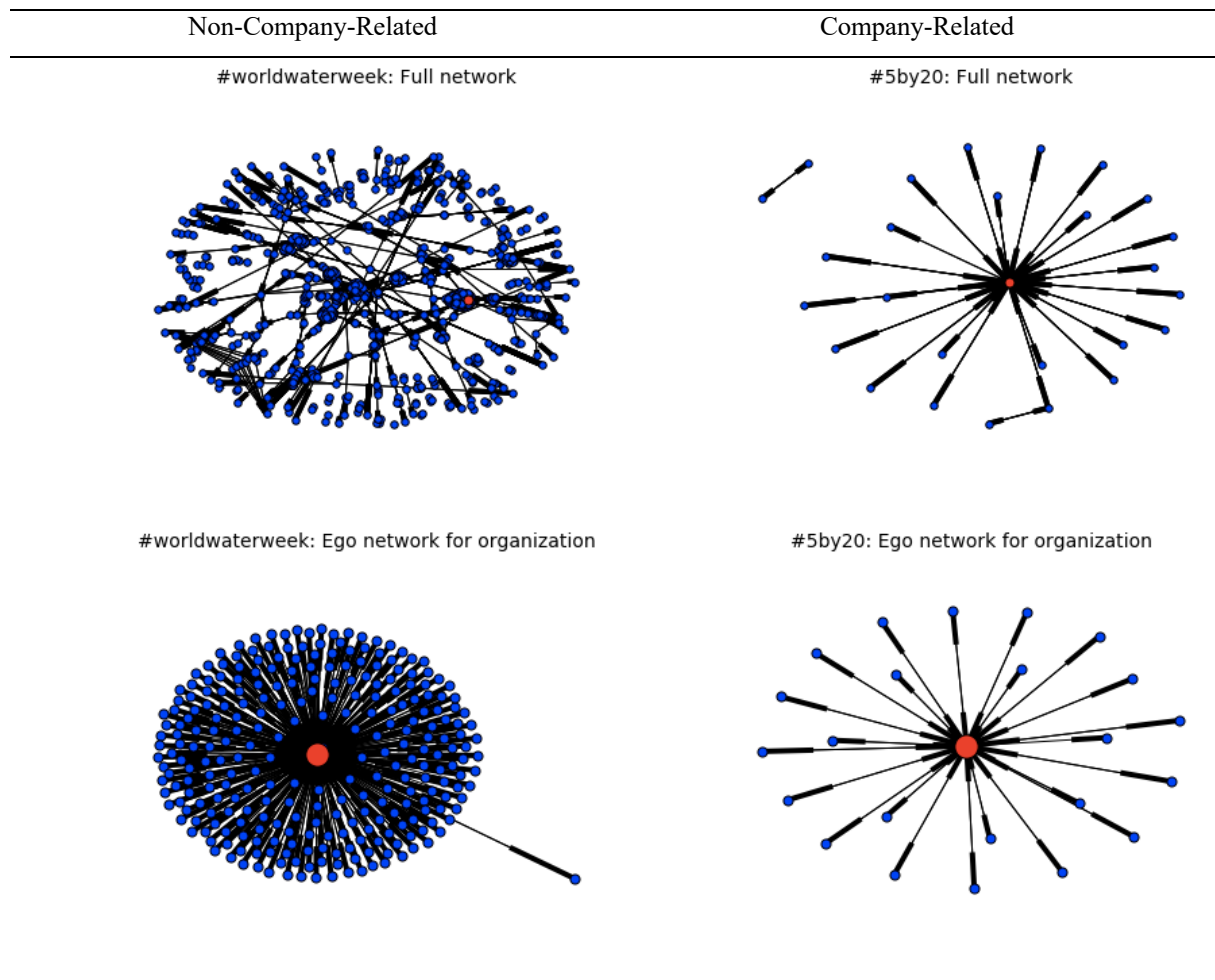 Non-Company-Related Company-Related
#worldwaterweek: Full network #5by20: Full network
#worldwaterweek: Ego network for organization #5by20: Ego network for organization